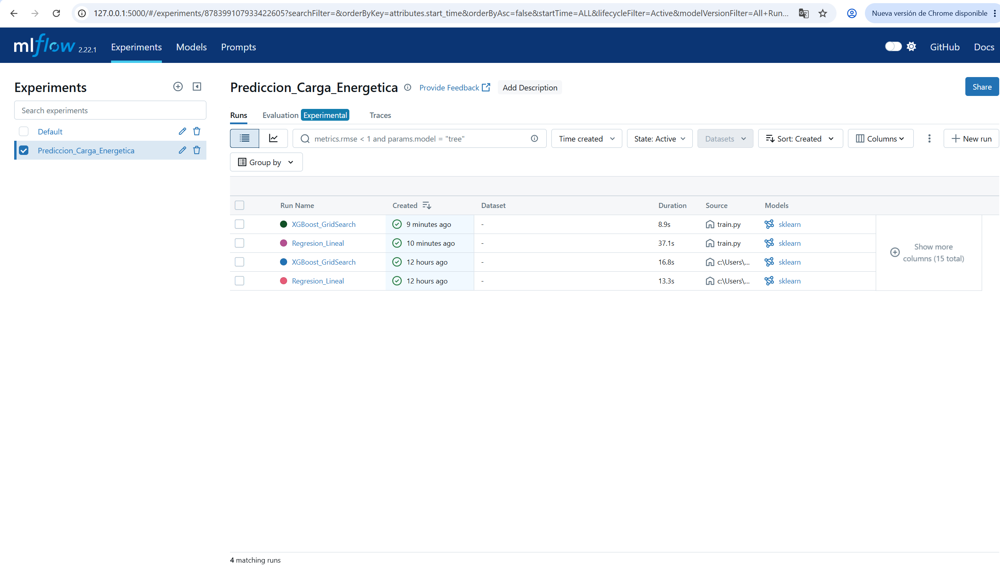 127.0.0.1:5000/#/experiments/878399107933422605?searchFilter=&orderByKey=attributes.start_time&orderByAsc=false&startTime=ALL&lifecycleFilter=Active&modelVersionFilter=All+Run...
Nueva versión de Chrome disponible
mlflow 2.22.1
Experiments
Models
Prompts
GitHub
Docs
Experiments
Search experiments
Default
Prediccion_Carga_Energetica
Prediccion_Carga_Energetica
Provide Feedback
Add Description
Share
Runs
Evaluation
Experimental
Traces
metrics.rmse < 1 and params.model = "tree"
Time created
State: Active
Datasets
Sort: Created
Columns
New run
Group by
Run Name Created Dataset Duration Source Models
XGBoost_GridSearch 9 minutes ago - 8.9s train.py sklearn
Regresion_Lineal 10 minutes ago - 37.1s train.py sklearn
XGBoost_GridSearch 12 hours ago - 16.8s c:\Users\... sklearn
Regresion_Lineal 12 hours ago - 13.3s c:\Users\... sklearn
Show more
columns (15 total)
4 matching runs